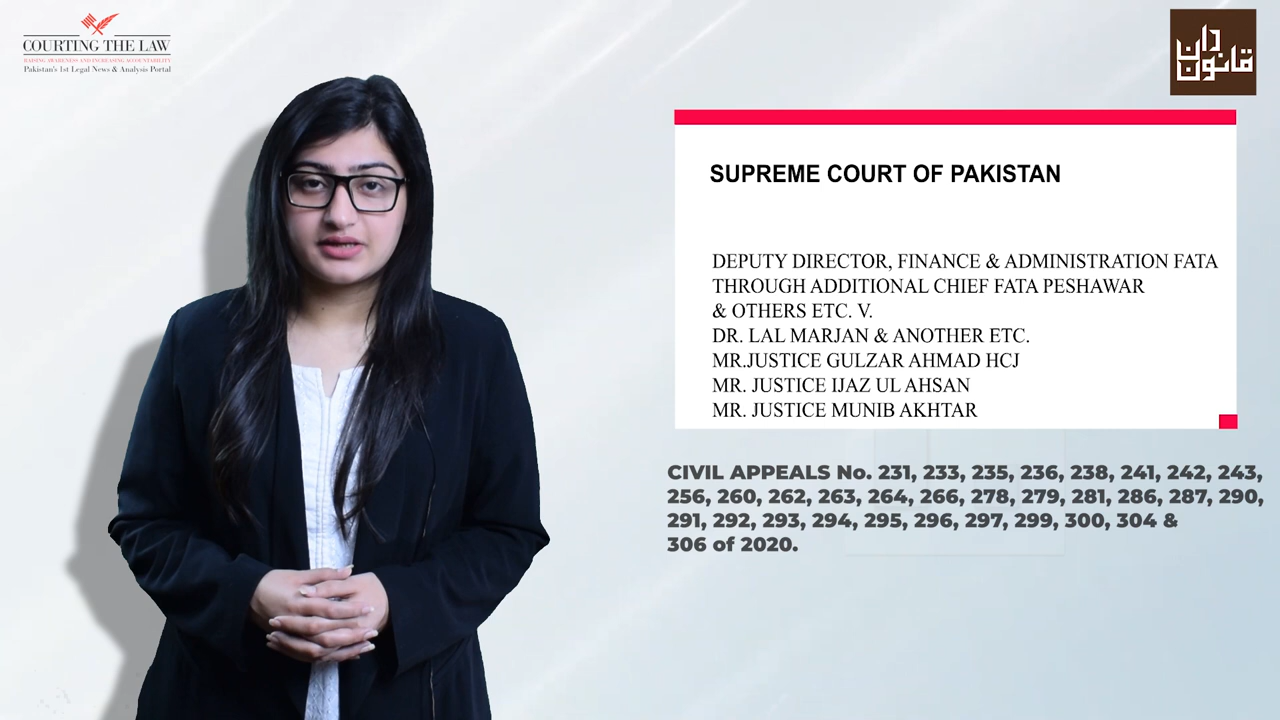 COURTING THE LAW
RAISING AWARENESS AND INCREASING ACCOUNTABILITY
Pakistan's 1st Legal News & Analysis Portal
قانون دان
SUPREME COURT OF PAKISTAN
DEPUTY DIRECTOR, FINANCE & ADMINISTRATION FATA
THROUGH ADDITIONAL CHIEF FATA PESHAWAR
& OTHERS ETC. V.
DR. LAL MARJAN & ANOTHER ETC.
MR.JUSTICE GULZAR AHMAD HCJ
MR. JUSTICE IJAZ UL AHSAN
MR. JUSTICE MUNIB AKHTAR
CIVIL APPEALS No. 231, 233, 235, 236, 238, 241, 242, 243,
256, 260, 262, 263, 264, 266, 278, 279, 281, 286, 287, 290,
291, 292, 293, 294, 295, 296, 297, 299, 300, 304 &
306 of 2020.